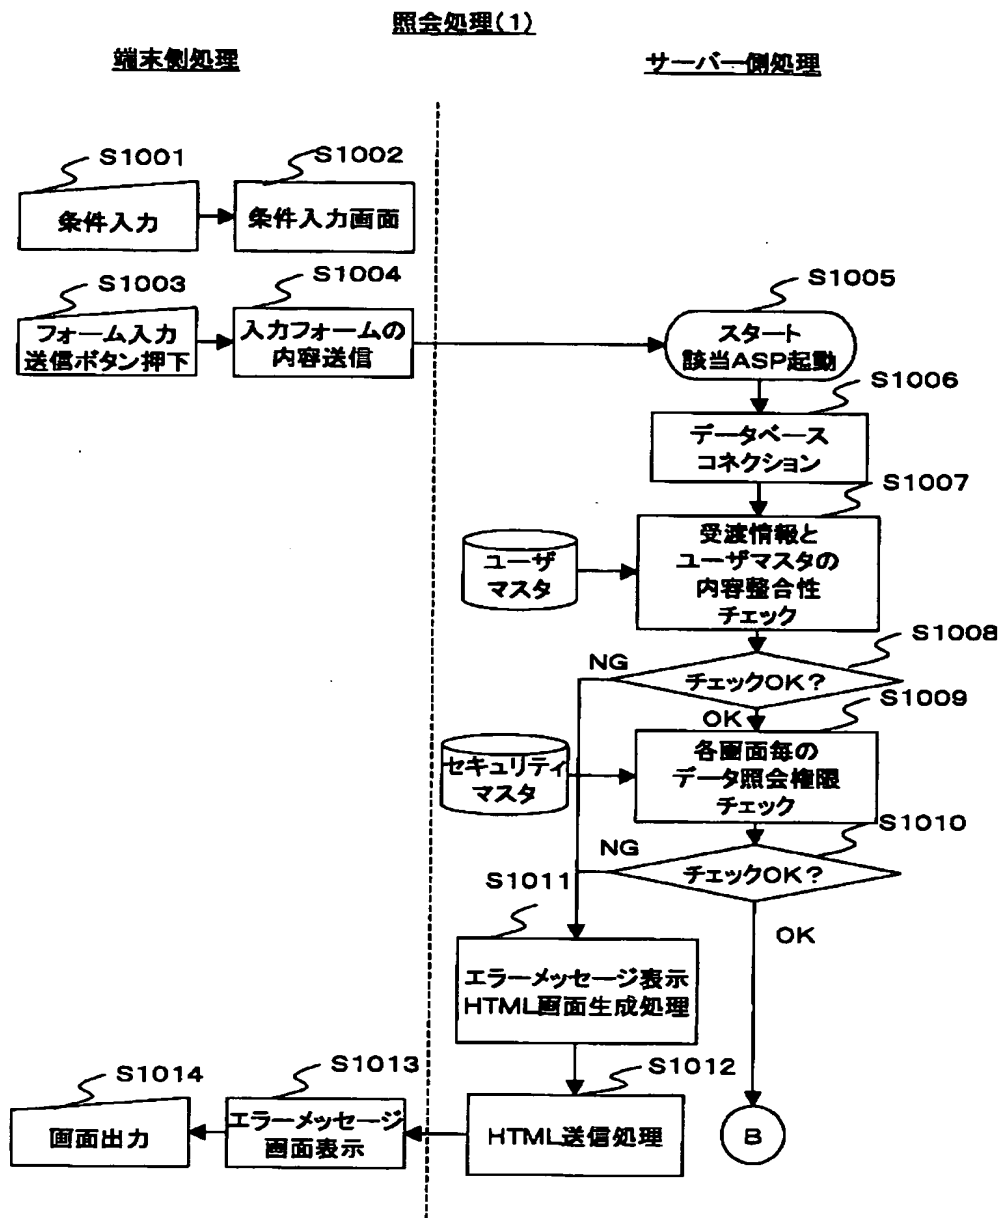 照会処理(1)
端末側処理
サーバー側処理
S1001
S1002
条件入力
条件入力画面
S1003
S1004
フォーム入力
送信ボタン押下
入力フォームの
内容送信
S1005
スタート
該当ASP起動
S1006
データベース
コネクション
S1007
受渡情報と
ユーザマスタの
内容整合性
チェック
ユーザ
マスタ
S1008
NG
チェックOK?
OK
S1009
各画面毎の
データ照会権限
チェック
セキュリティ
マスタ
S1010
NG
チェックOK?
OK
S1011
エラーメッセージ表示
HTML画面生成処理
S1012
HTML送信処理
B
S1013
エラーメッセージ
画面表示
S1014
画面出力